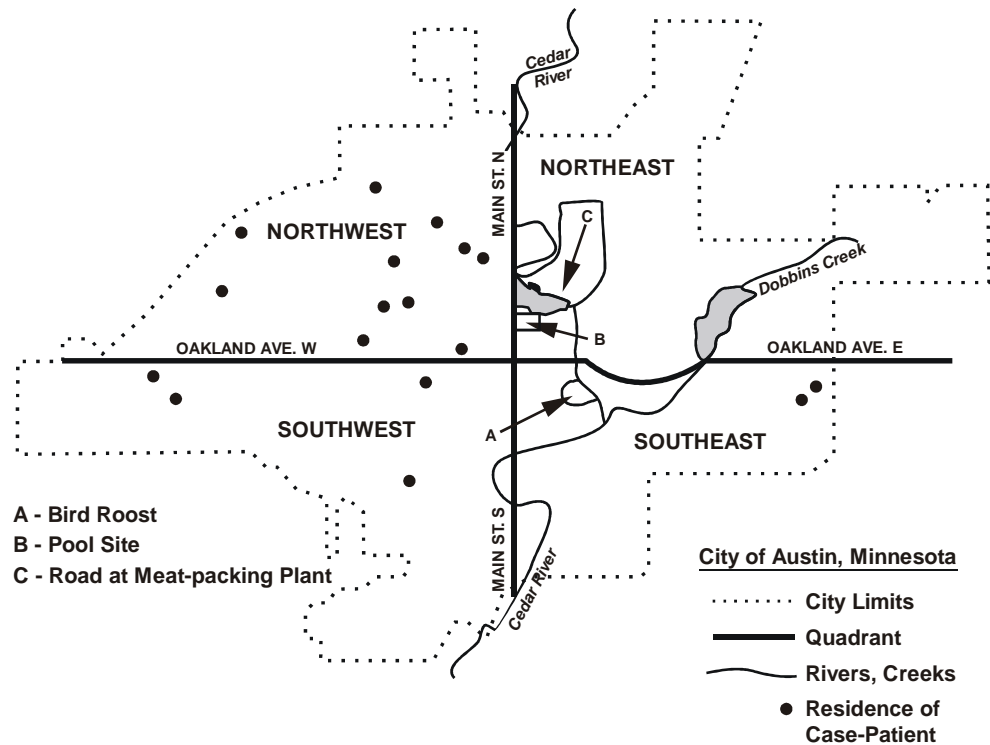 Cedar
River
MAIN ST. N
NORTHEAST
C
NORTHWEST
Dobbins Creek
B
OAKLAND AVE. W
OAKLAND AVE. E
A
SOUTHWEST
SOUTHEAST
MAIN ST. S
Cedar River
A - Bird Roost
B - Pool Site
C - Road at Meat-packing Plant
City of Austin, Minnesota
City Limits
Quadrant
Rivers, Creeks
Residence of
Case-Patient